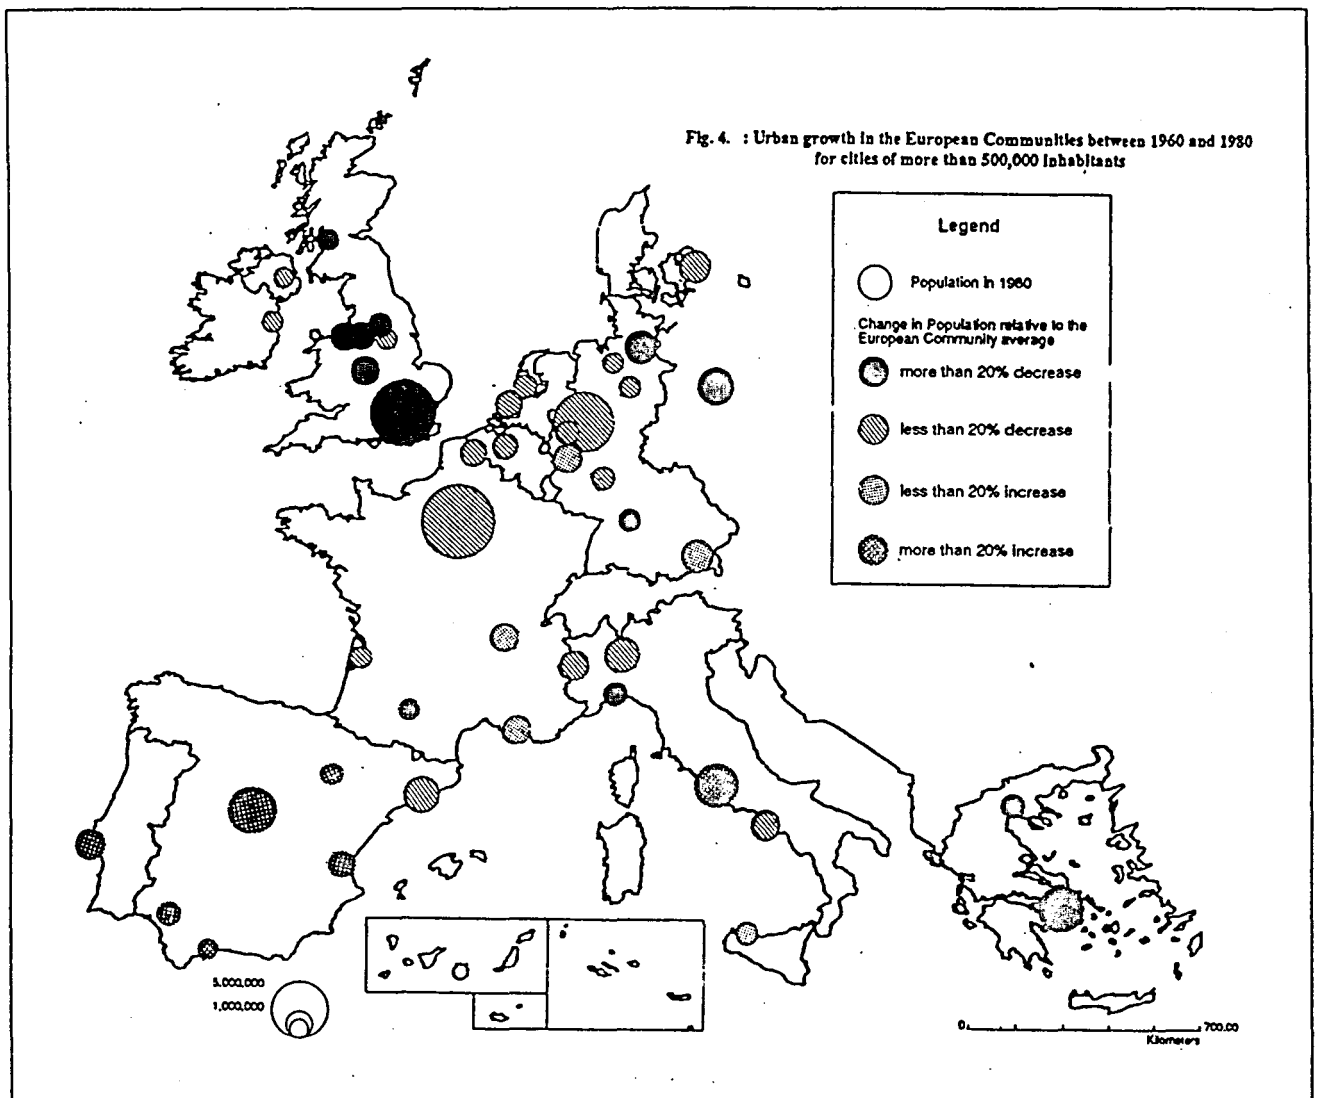 Fig. 4. : Urban growth in the European Communities between 1960 and 1980
for cities of more than 500,000 inhabitants
Legend
Population in 1960
Change in Population relative to the
European Community average
more than 20% decrease
less than 20% decrease
less than 20% increase
more than 20% increase
5,000,000
1,000,000
0
700.00
Kilometers